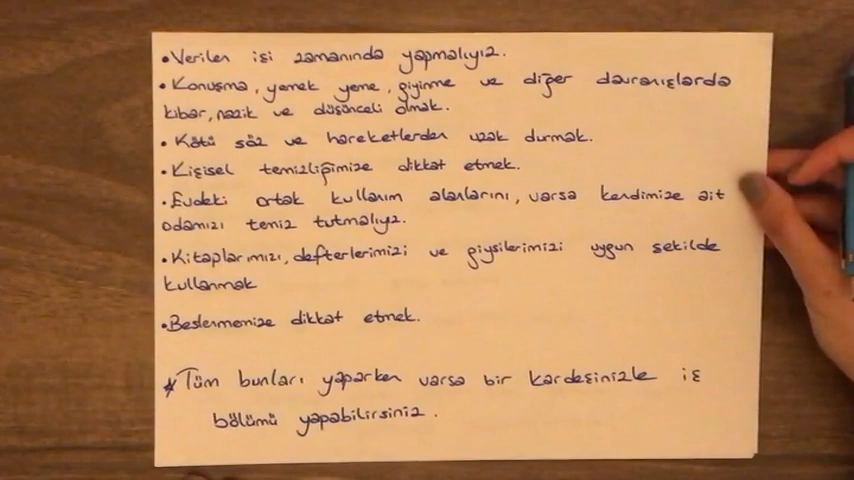 • Verilen işi zamanında yapmalıyız.
• Konuşma, yemek yeme, giyinme ve diğer davranışlarda
kibar, nazik ve düşünceli olmak.
• Kötü söz ve hareketlerden uzak durmak.
• Kişisel temizliğimize dikkat etmek.
• Evdeki ortak kullanım alanlarını, varsa kendimize ait
odamızı temiz tutmalıyız.
• Kitaplarımızı, defterlerimizi ve giysilerimizi uygun şekilde
kullanmak
• Beslenmemize dikkat etmek.
* Tüm bunları yaparken varsa bir kardeşinizle iş
bölümü yapabilirsiniz.